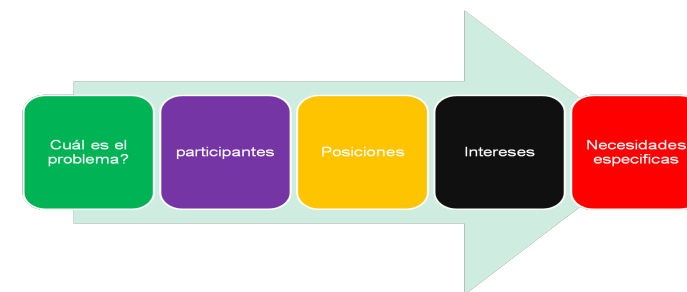 Cuál es el
problema?
participantes
Posiciones
Intereses
Necesidades
especificas